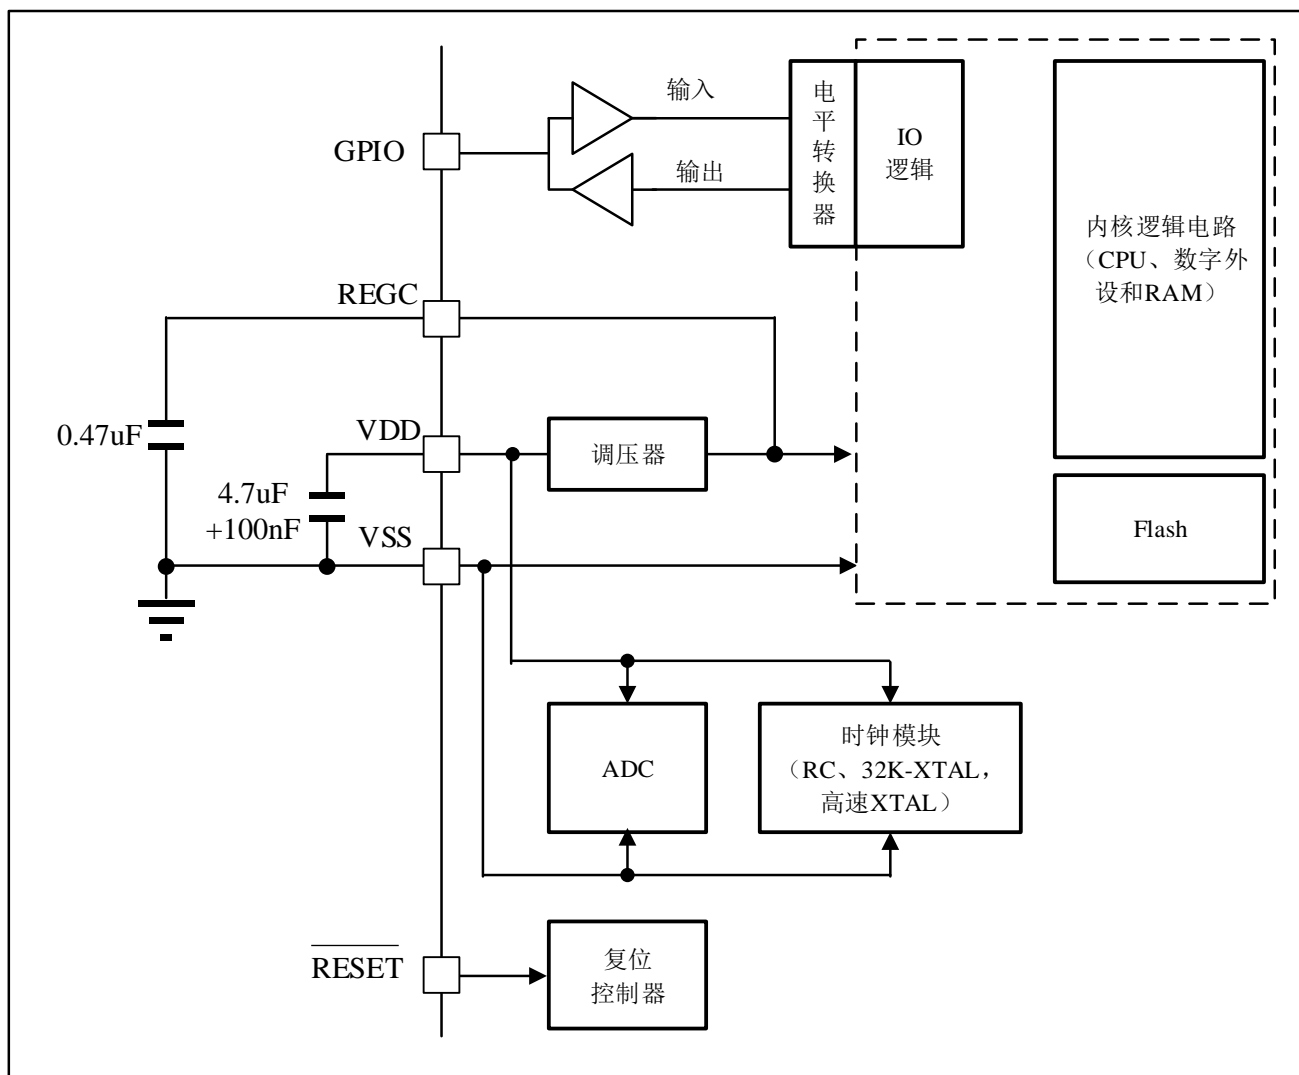 输入
电
平
转
换
器
IO
逻辑
GPIO
输出
内核逻辑电路
（CPU、数字外
设和RAM）
REGC
0.47uF
VDD
调压器
4.7uF
+100nF
VSS
Flash
ADC
时钟模块
（RC、32K-XTAL，
高速XTAL）
RESET
复位
控制器